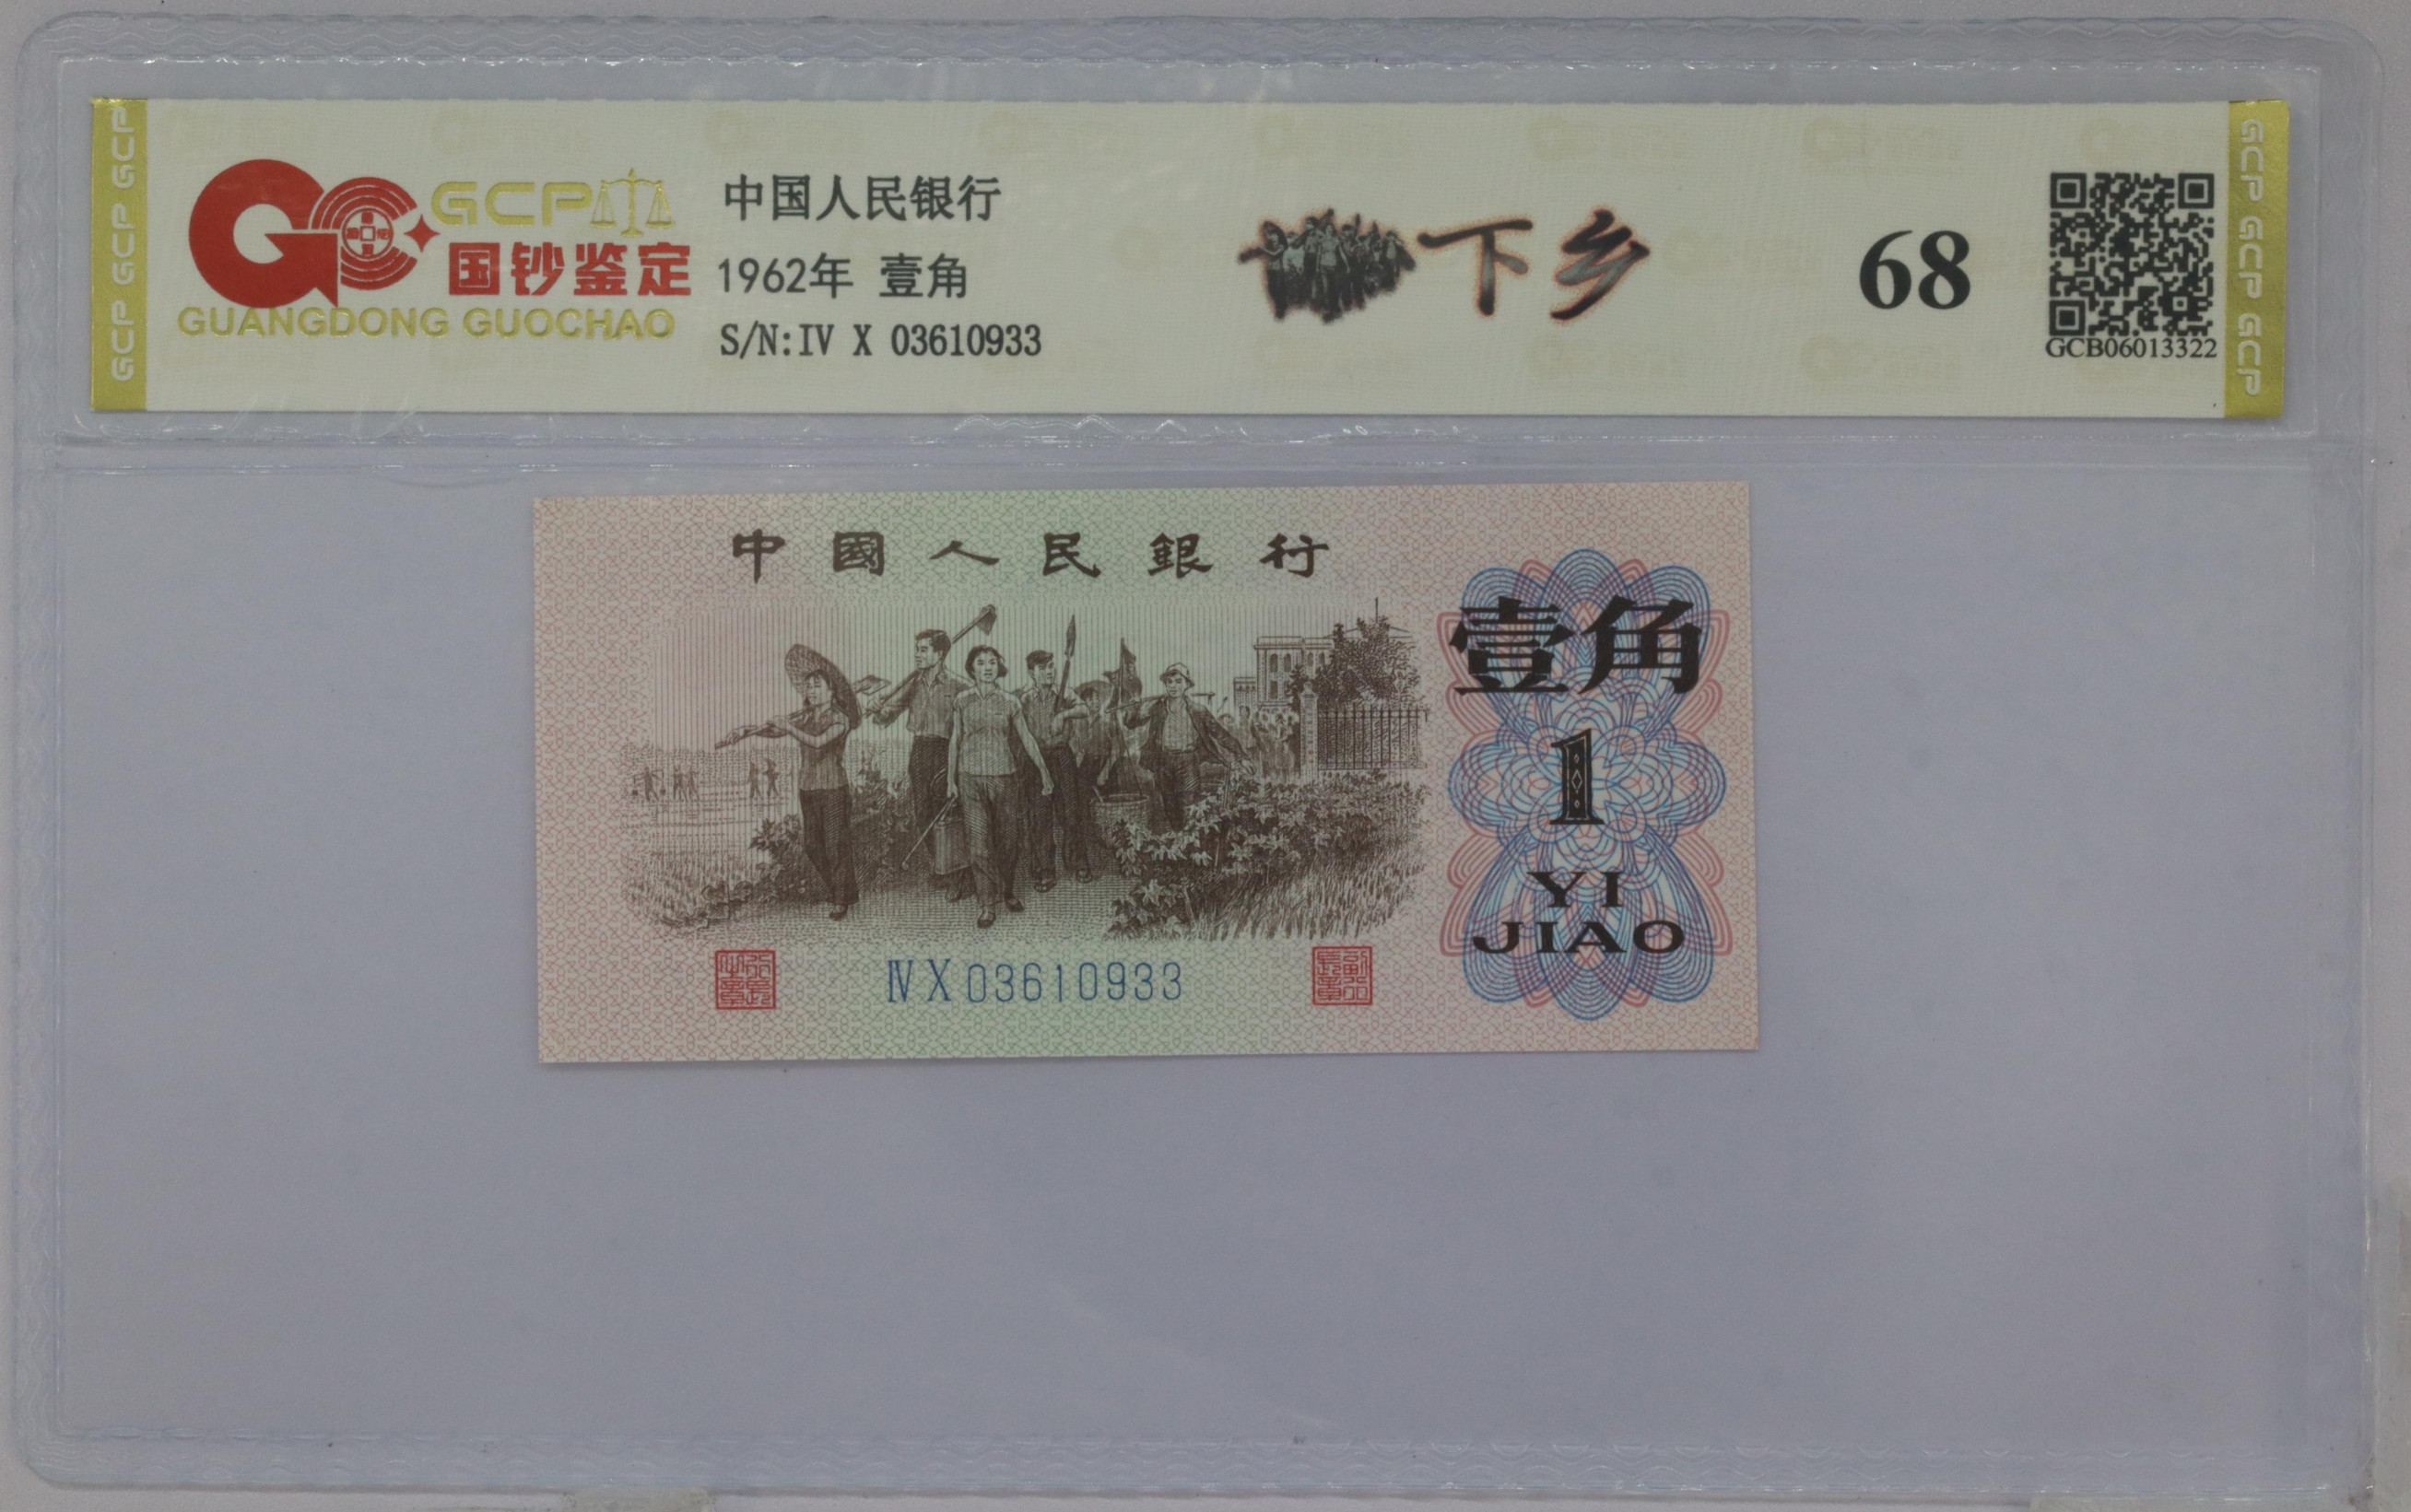 GCP GCP GCP
GCP
国钞鉴定
GUANGDONG GUOCHAO
中国人民银行
1962年 壹角
S/N:IV X 03610933
下乡
68
GCB06013322
GCP GCP GCP GCP
中國人民銀行
壹角
1
YI
JIAO
ⅣX03610933